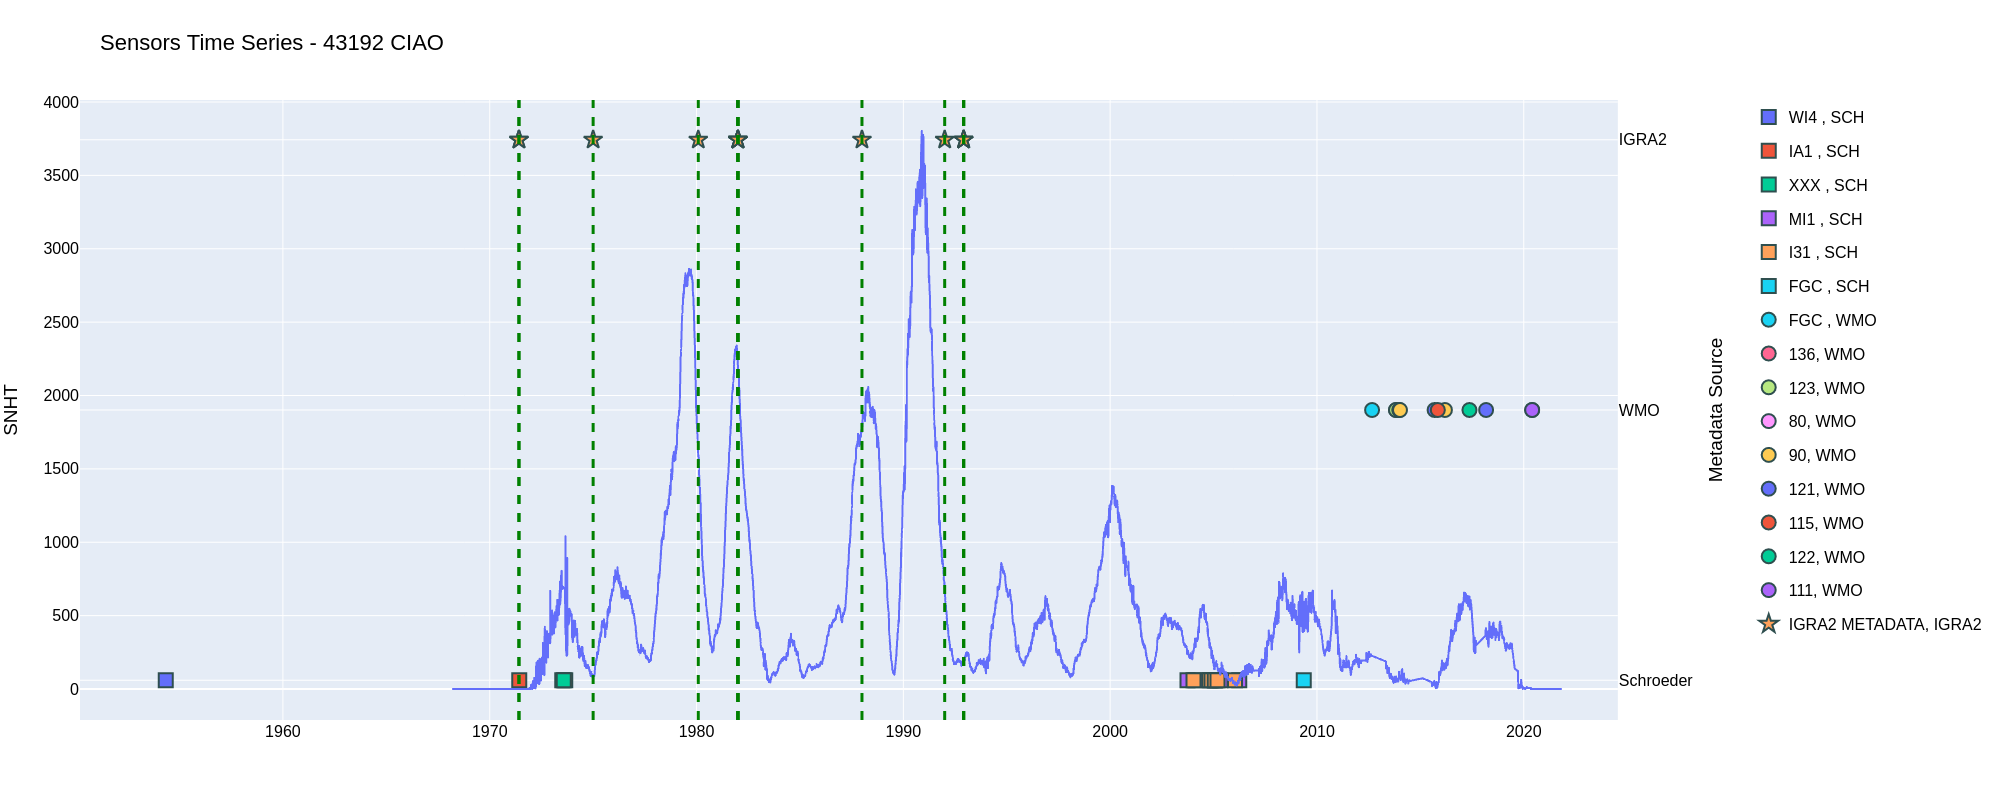 Sensors Time Series - 43192 CIAO
SNHT
4000
3500
3000
2500
2000
1500
1000
500
0
1960
1970
1980
1990
2000
2010
2020
IGRA2
WMO
Schroeder
Metadata Source
WI4 , SCH
IA1 , SCH
XXX , SCH
MI1 , SCH
I31 , SCH
FGC , SCH
FGC , WMO
136, WMO
123, WMO
80, WMO
90, WMO
121, WMO
115, WMO
122, WMO
111, WMO
IGRA2 METADATA, IGRA2